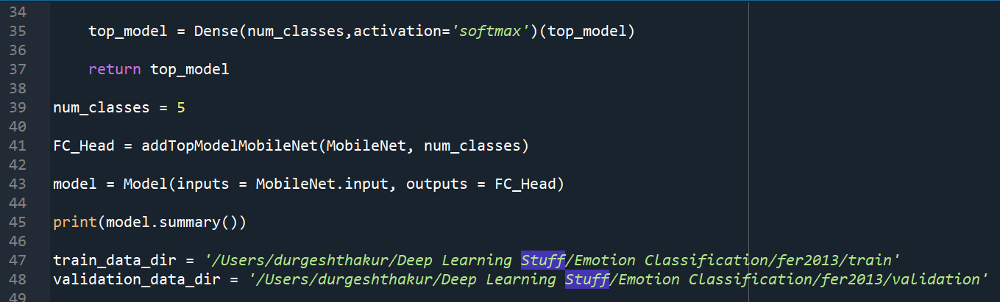 34
35     top_model = Dense(num_classes,activation='softmax')(top_model)
36
37     return top_model
38
39 num_classes = 5
40
41 FC_Head = addTopModelMobileNet(MobileNet, num_classes)
42
43 model = Model(inputs = MobileNet.input, outputs = FC_Head)
44
45 print(model.summary())
46
47 train_data_dir = '/Users/durgeshthakur/Deep Learning Stuff/Emotion Classification/fer2013/train'
48 validation_data_dir = '/Users/durgeshthakur/Deep Learning Stuff/Emotion Classification/fer2013/validation'
49